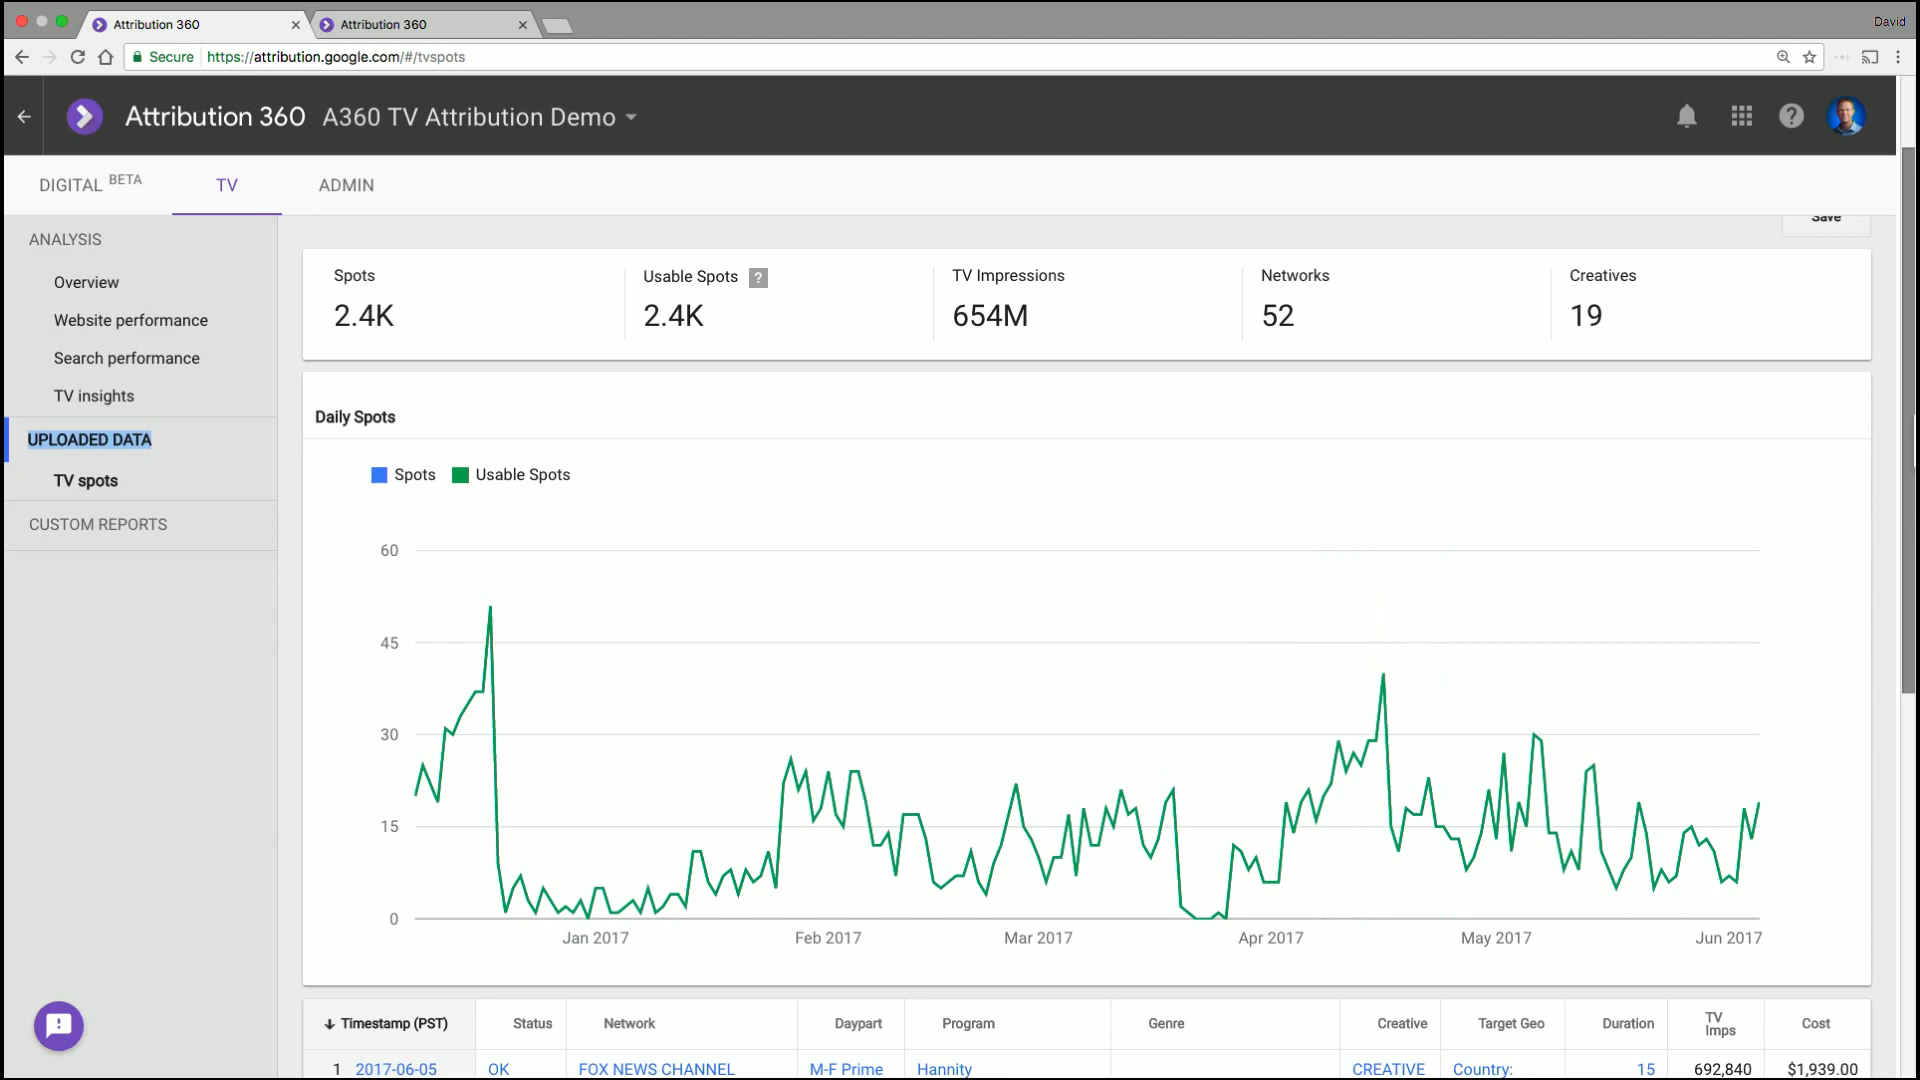 David
Attribution 360
Attribution 360
Secure https://attribution.google.com/#/tvspots
Attribution 360 A360 TV Attribution Demo
DIGITAL BETA TV ADMIN
Save
ANALYSIS
Overview
Website performance
Search performance
TV insights
UPLOADED DATA
TV spots
CUSTOM REPORTS
Spots
2.4K
Usable Spots ?
2.4K
TV Impressions
654M
Networks
52
Creatives
19
Daily Spots
Spots Usable Spots
60
45
30
15
0
Jan 2017 Feb 2017 Mar 2017 Apr 2017 May 2017 Jun 2017
Timestamp (PST) Status Network Daypart Program Genre Creative Target Geo Duration TV Imps Cost
1 2017-06-05 OK FOX NEWS CHANNEL M-F Prime Hannity CREATIVE Country: 15 692,840 $1,939.00